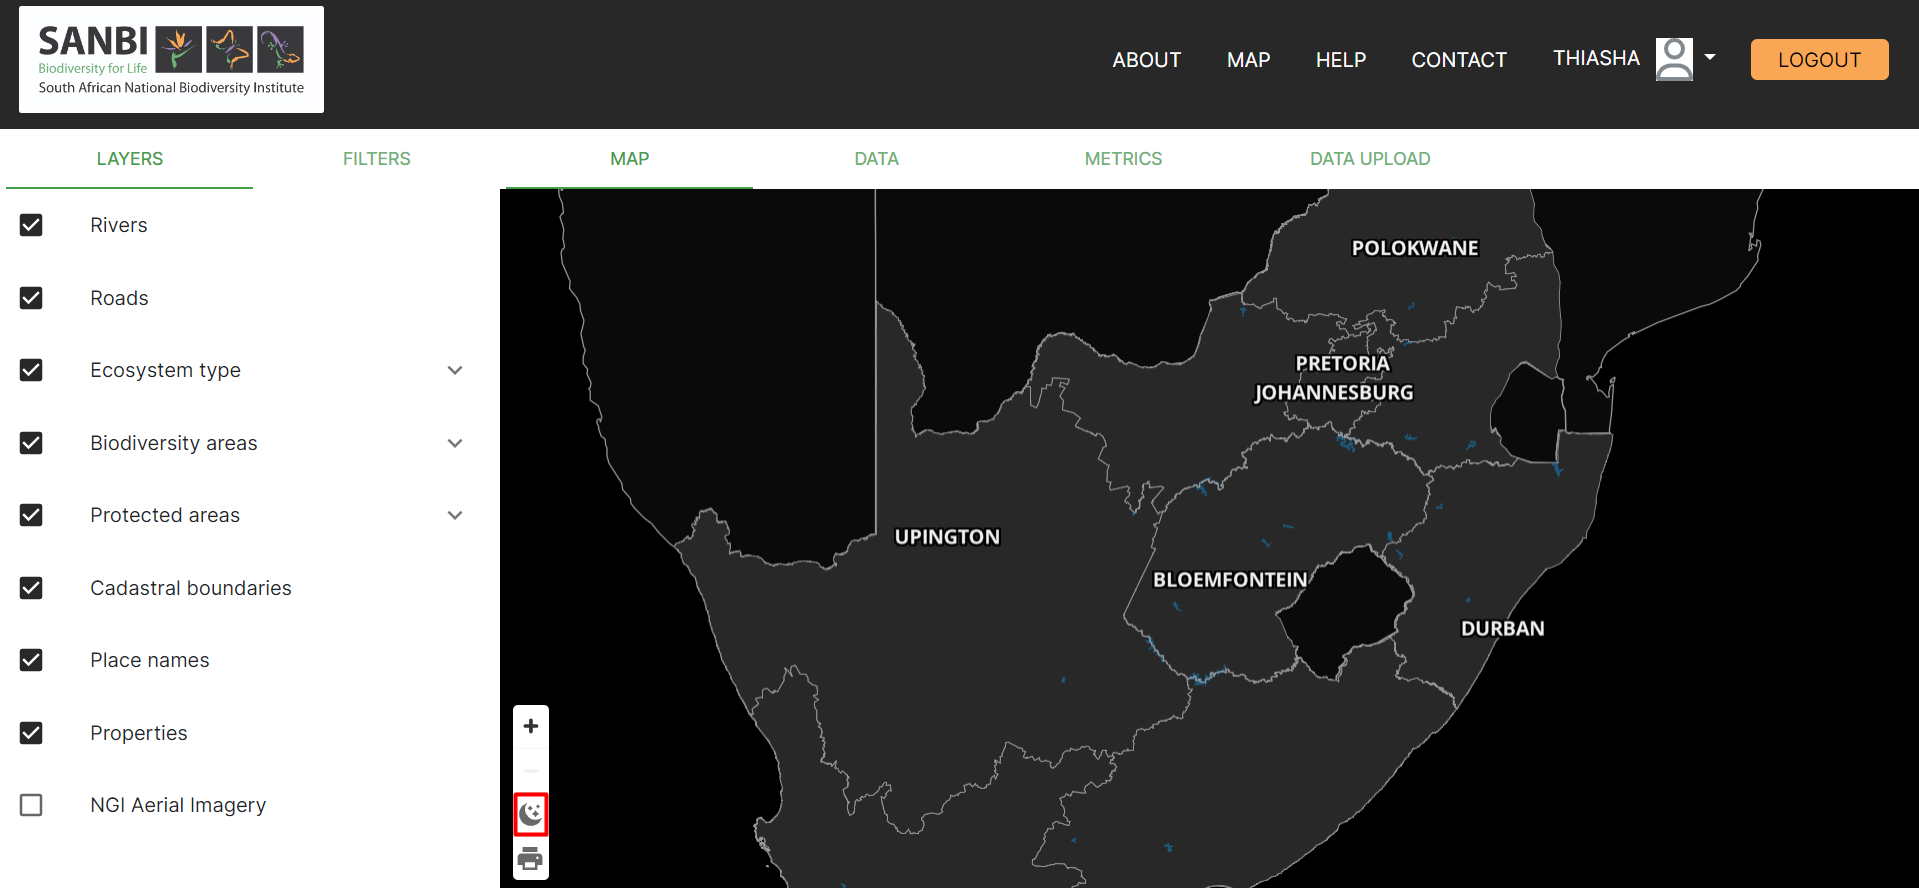 SANBI
Biodiversity for Life
South African National Biodiversity Institute
ABOUT
MAP
HELP
CONTACT
THIASHA
LOGOUT
LAYERS
FILTERS
MAP
DATA
METRICS
DATA UPLOAD
Rivers
Roads
Ecosystem type
Biodiversity areas
Protected areas
Cadastral boundaries
Place names
Properties
NGI Aerial Imagery
POLOKWANE
PRETORIA
JOHANNESBURG
UPINGTON
BLOEMFONTEIN
DURBAN